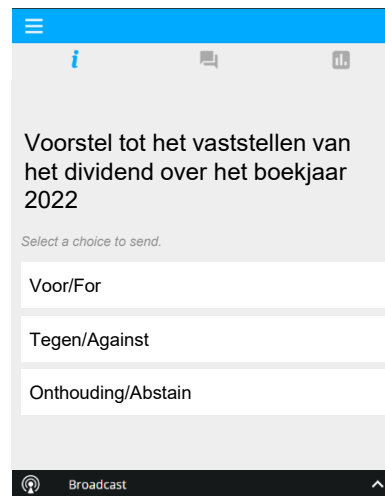 Voorstel tot het vaststellen van
het dividend over het boekjaar
2022
Select a choice to send.
Voor/For
Tegen/Against
Onthouding/Abstain
Broadcast